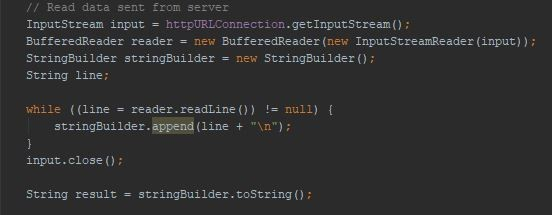 // Read data sent from server
InputStream input = httpURLConnection.getInputStream();
BufferedReader reader = new BufferedReader(new InputStreamReader(input));
StringBuilder stringBuilder = new StringBuilder();
String line;
while ((line = reader.readLine()) != null) {
stringBuilder.append(line + "\n");
}
input.close();
String result = stringBuilder.toString();